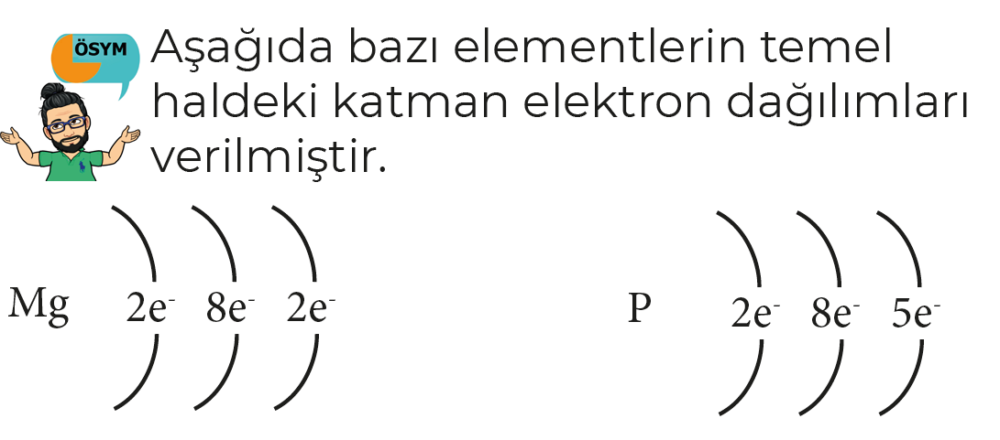 ÖSYM
Aşağıda bazı elementlerin temel
haldeki katman elektron dağılımları
verilmiştir.
Mg 2e⁻ 8e⁻ 2e⁻
P 2e⁻ 8e⁻ 5e⁻